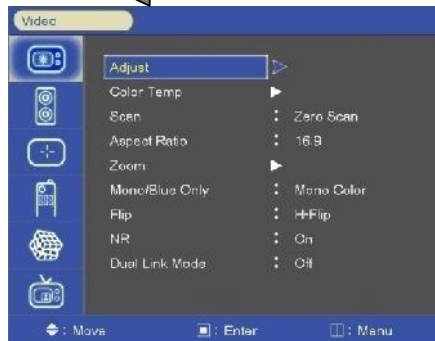 Video
Adjust
Color Temp
Scan : Zero Scan
Aspect Ratio : 16:9
Zoom
Mono/Blue Only : Mono Color
Flip : H+Flip
NR : On
Dual Link Mode : Off
: Move : Enter : Menu